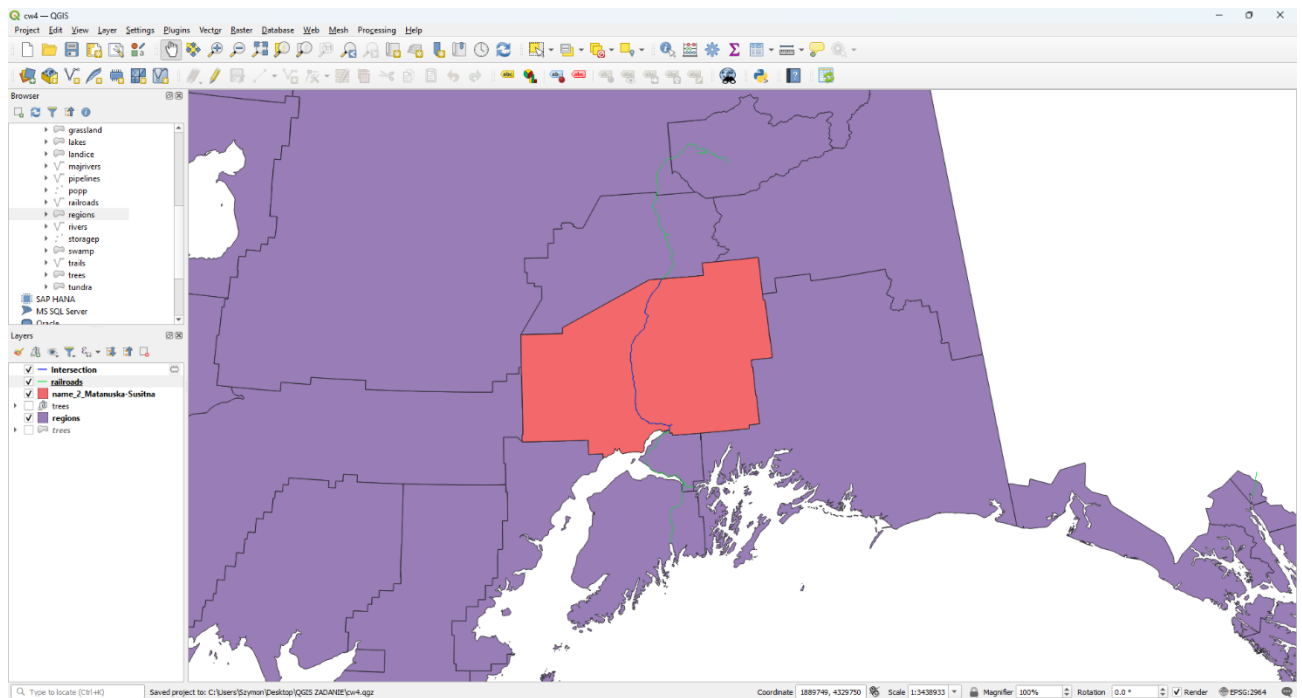 cw4 — QGIS
Project Edit View Layer Settings Plugins Vector Raster Database Web Mesh Processing Help
Browser
grassland
lakes
landice
majrivers
pipelines
popp
railroads
regions
rivers
storagep
swamp
trails
trees
tundra
SAP HANA
MS SQL Server
Oracle
Layers
Intersection
railroads
name_2_Matanuska-Susitna
trees
regions
trees
Type to locate (Ctrl+K) Saved project to: C:\Users\Szymon\Desktop\QGIS ZADANIE\cw4.qgz Coordinate 1889749, 4329750 Scale 1:3438933 Magnifier 100% Rotation 0.0 ° Render EPSG:2964